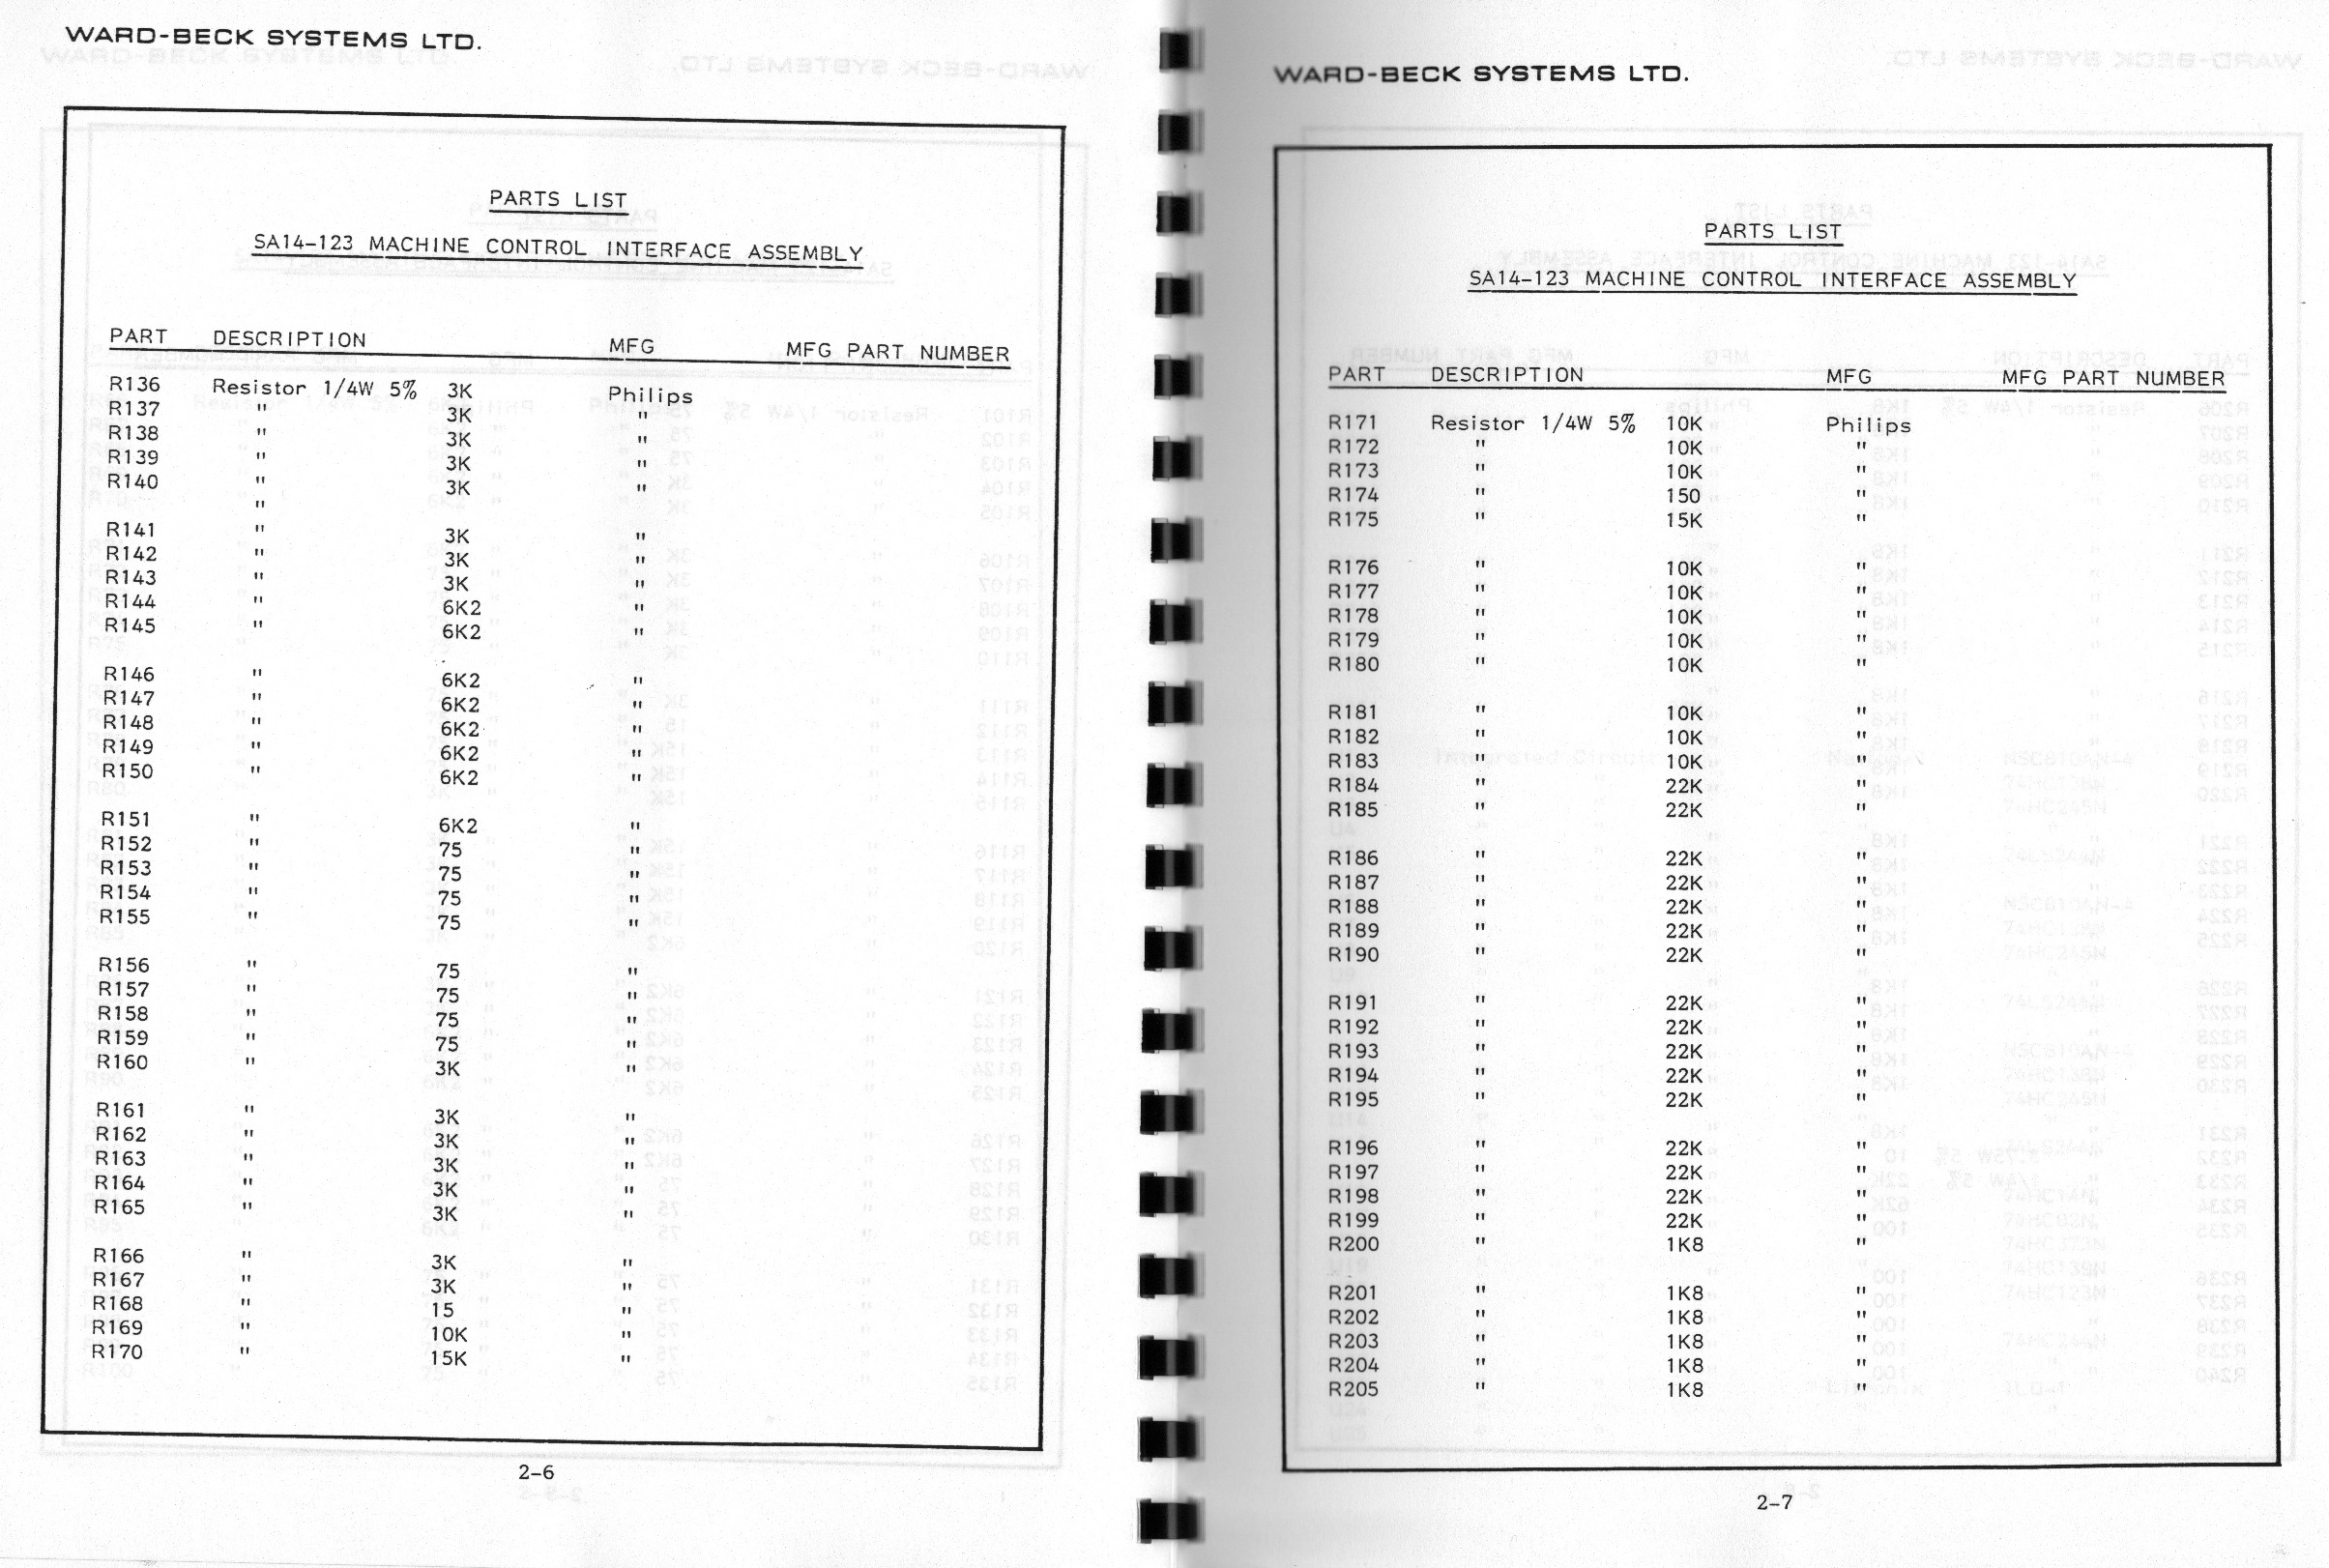 WARD-BECK SYSTEMS LTD.
PARTS LIST
SA14-123 MACHINE CONTROL INTERFACE ASSEMBLY
PART DESCRIPTION MFG MFG PART NUMBER
R136 Resistor 1/4W 5% 3K Philips
R137 " 3K "
R138 " 3K "
R139 " 3K "
R140 " 3K "
"
R141 " 3K "
R142 " 3K "
R143 " 3K "
R144 " 6K2 "
R145 " 6K2 "
R146 " 6K2 "
R147 " 6K2 "
R148 " 6K2 "
R149 " 6K2 "
R150 " 6K2 "
R151 " 6K2 "
R152 " 75 "
R153 " 75 "
R154 " 75 "
R155 " 75 "
R156 " 75 "
R157 " 75 "
R158 " 75 "
R159 " 75 "
R160 " 3K "
R161 " 3K "
R162 " 3K "
R163 " 3K "
R164 " 3K "
R165 " 3K "
R166 " 3K "
R167 " 3K "
R168 " 15 "
R169 " 10K "
R170 " 15K "
2-6
WARD-BECK SYSTEMS LTD.
PARTS LIST
SA14-123 MACHINE CONTROL INTERFACE ASSEMBLY
PART DESCRIPTION MFG MFG PART NUMBER
R171 Resistor 1/4W 5% 10K Philips
R172 " 10K "
R173 " 10K "
R174 " 150 "
R175 " 15K "
R176 " 10K "
R177 " 10K "
R178 " 10K "
R179 " 10K "
R180 " 10K "
R181 " 10K "
R182 " 10K "
R183 " 10K "
R184 " 22K "
R185 " 22K "
R186 " 22K "
R187 " 22K "
R188 " 22K "
R189 " 22K "
R190 " 22K "
R191 " 22K "
R192 " 22K "
R193 " 22K "
R194 " 22K "
R195 " 22K "
R196 " 22K "
R197 " 22K "
R198 " 22K "
R199 " 22K "
R200 " 1K8 "
R201 " 1K8 "
R202 " 1K8 "
R203 " 1K8 "
R204 " 1K8 "
R205 " 1K8 "
2-7